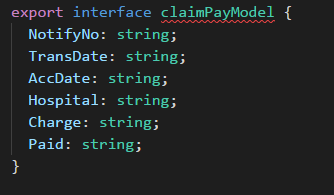 export interface claimPayModel {
NotifyNo: string;
TransDate: string;
AccDate: string;
Hospital: string;
Charge: string;
Paid: string;
}